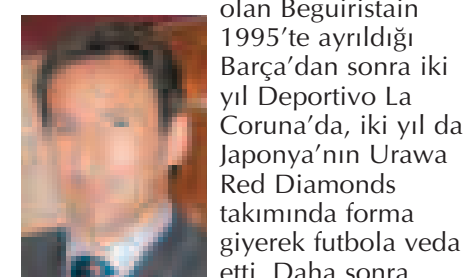 olan Beguiristain
1995’te ayrıldığı
Barça’dan sonra iki
yıl Deportivo La
Coruna’da, iki yıl da
Japonya’nın Urawa
Red Diamonds
takımında forma
giyerek futbola veda
etti. Daha sonra